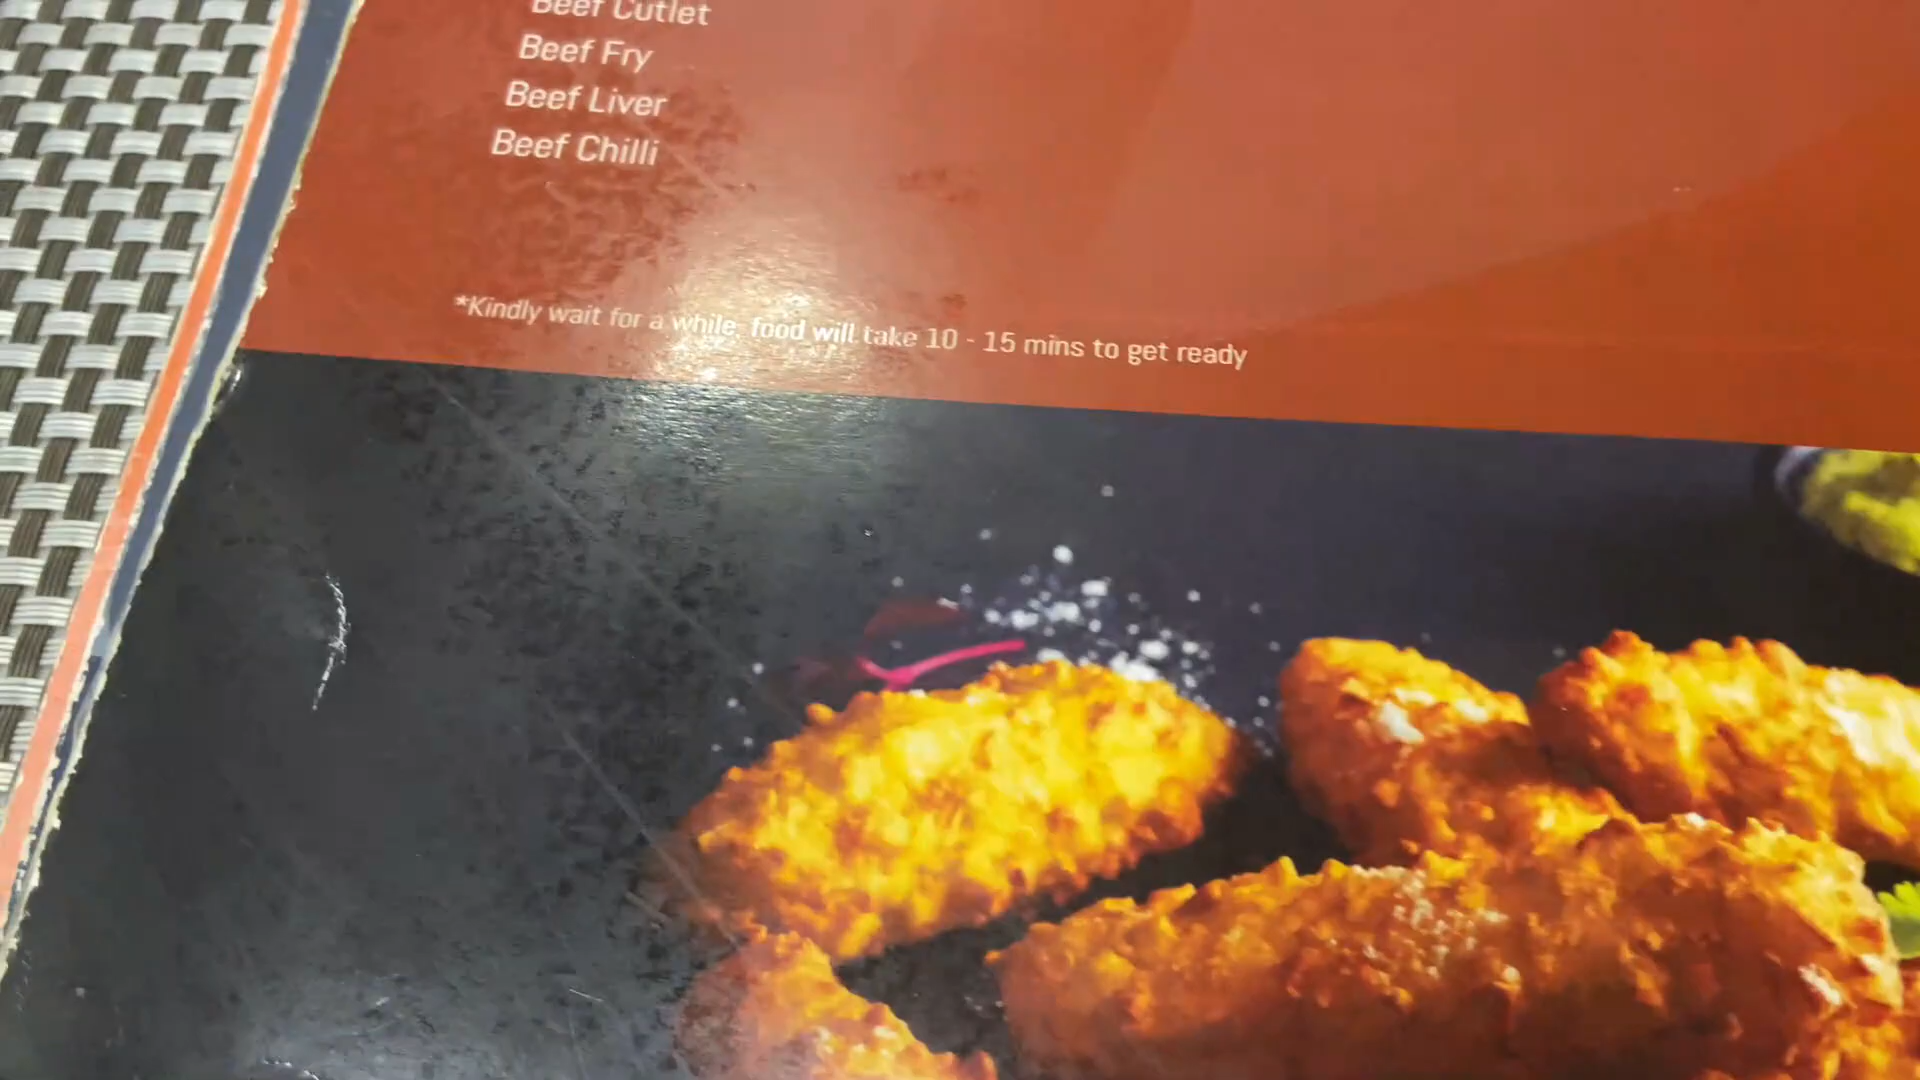 Beef Cutlet
Beef Fry
Beef Liver
Beef Chilli
*Kindly wait for a while, food will take 10 - 15 mins to get ready